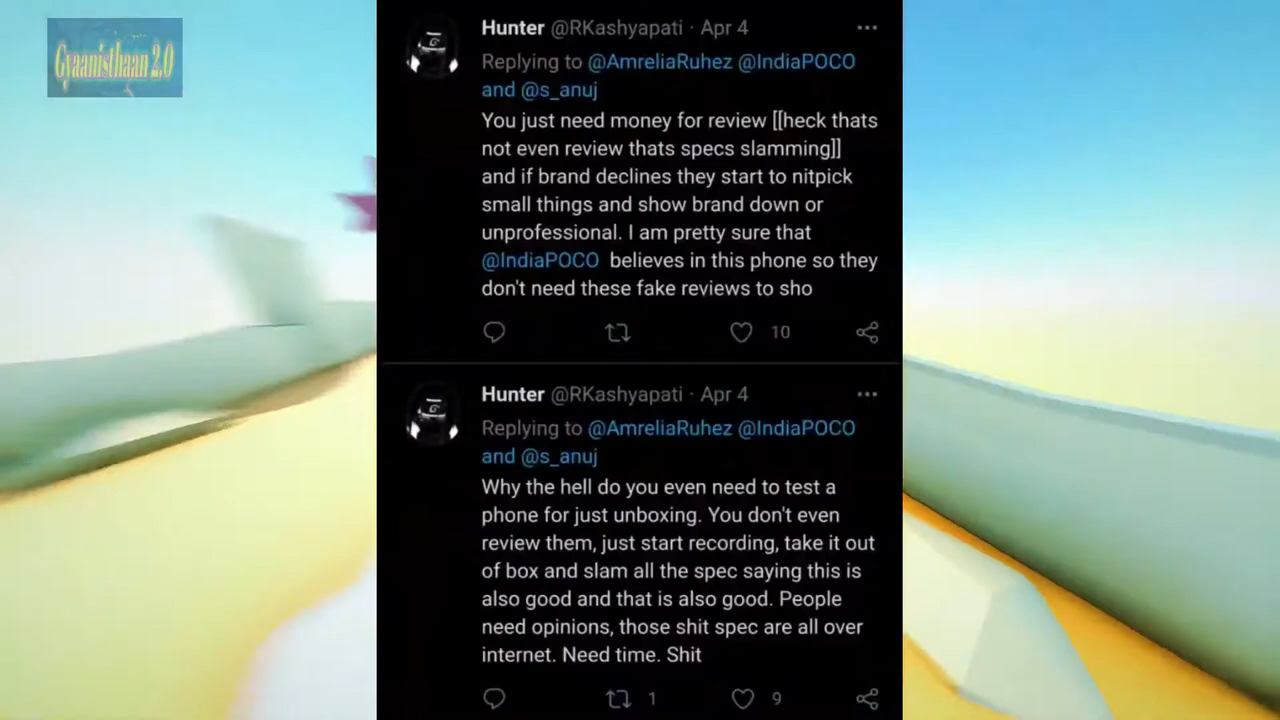 Gyaanisthaan 2.0
Hunter @RKashyapati · Apr 4
Replying to @AmreliaRuhez @IndiaPOCO
and @s_anuj
You just need money for review [[heck thats
not even review thats specs slamming]]
and if brand declines they start to nitpick
small things and show brand down or
unprofessional. I am pretty sure that
@IndiaPOCO believes in this phone so they
don't need these fake reviews to sho
10
Hunter @RKashyapati · Apr 4
Replying to @AmreliaRuhez @IndiaPOCO
and @s_anuj
Why the hell do you even need to test a
phone for just unboxing. You don't even
review them, just start recording, take it out
of box and slam all the spec saying this is
also good and that is also good. People
need opinions, those shit spec are all over
internet. Need time. Shit
1 9